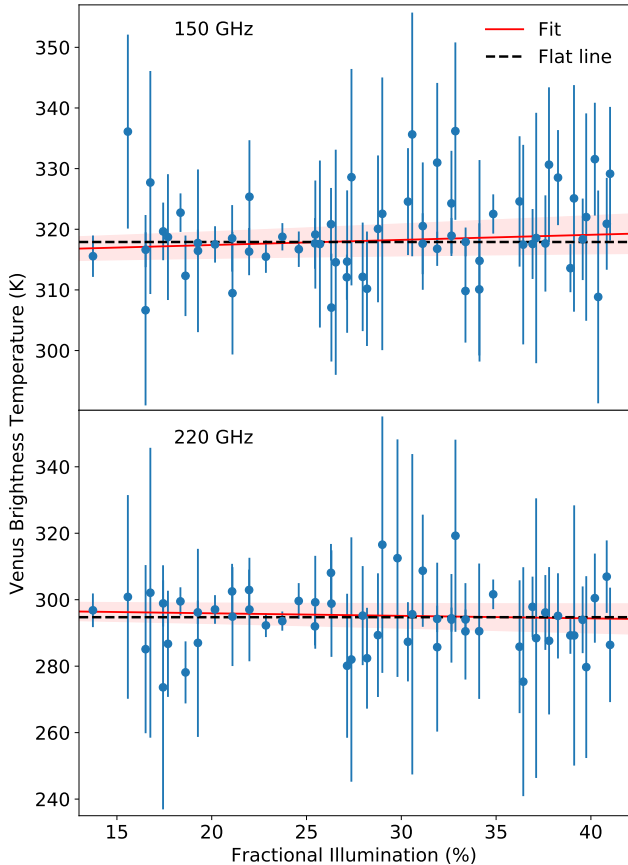 150 GHz
Fit
Flat line
350
340
330
320
310
300
Venus Brightness Temperature (K)
220 GHz
340
320
300
280
260
240
15 20 25 30 35 40
Fractional Illumination (%)